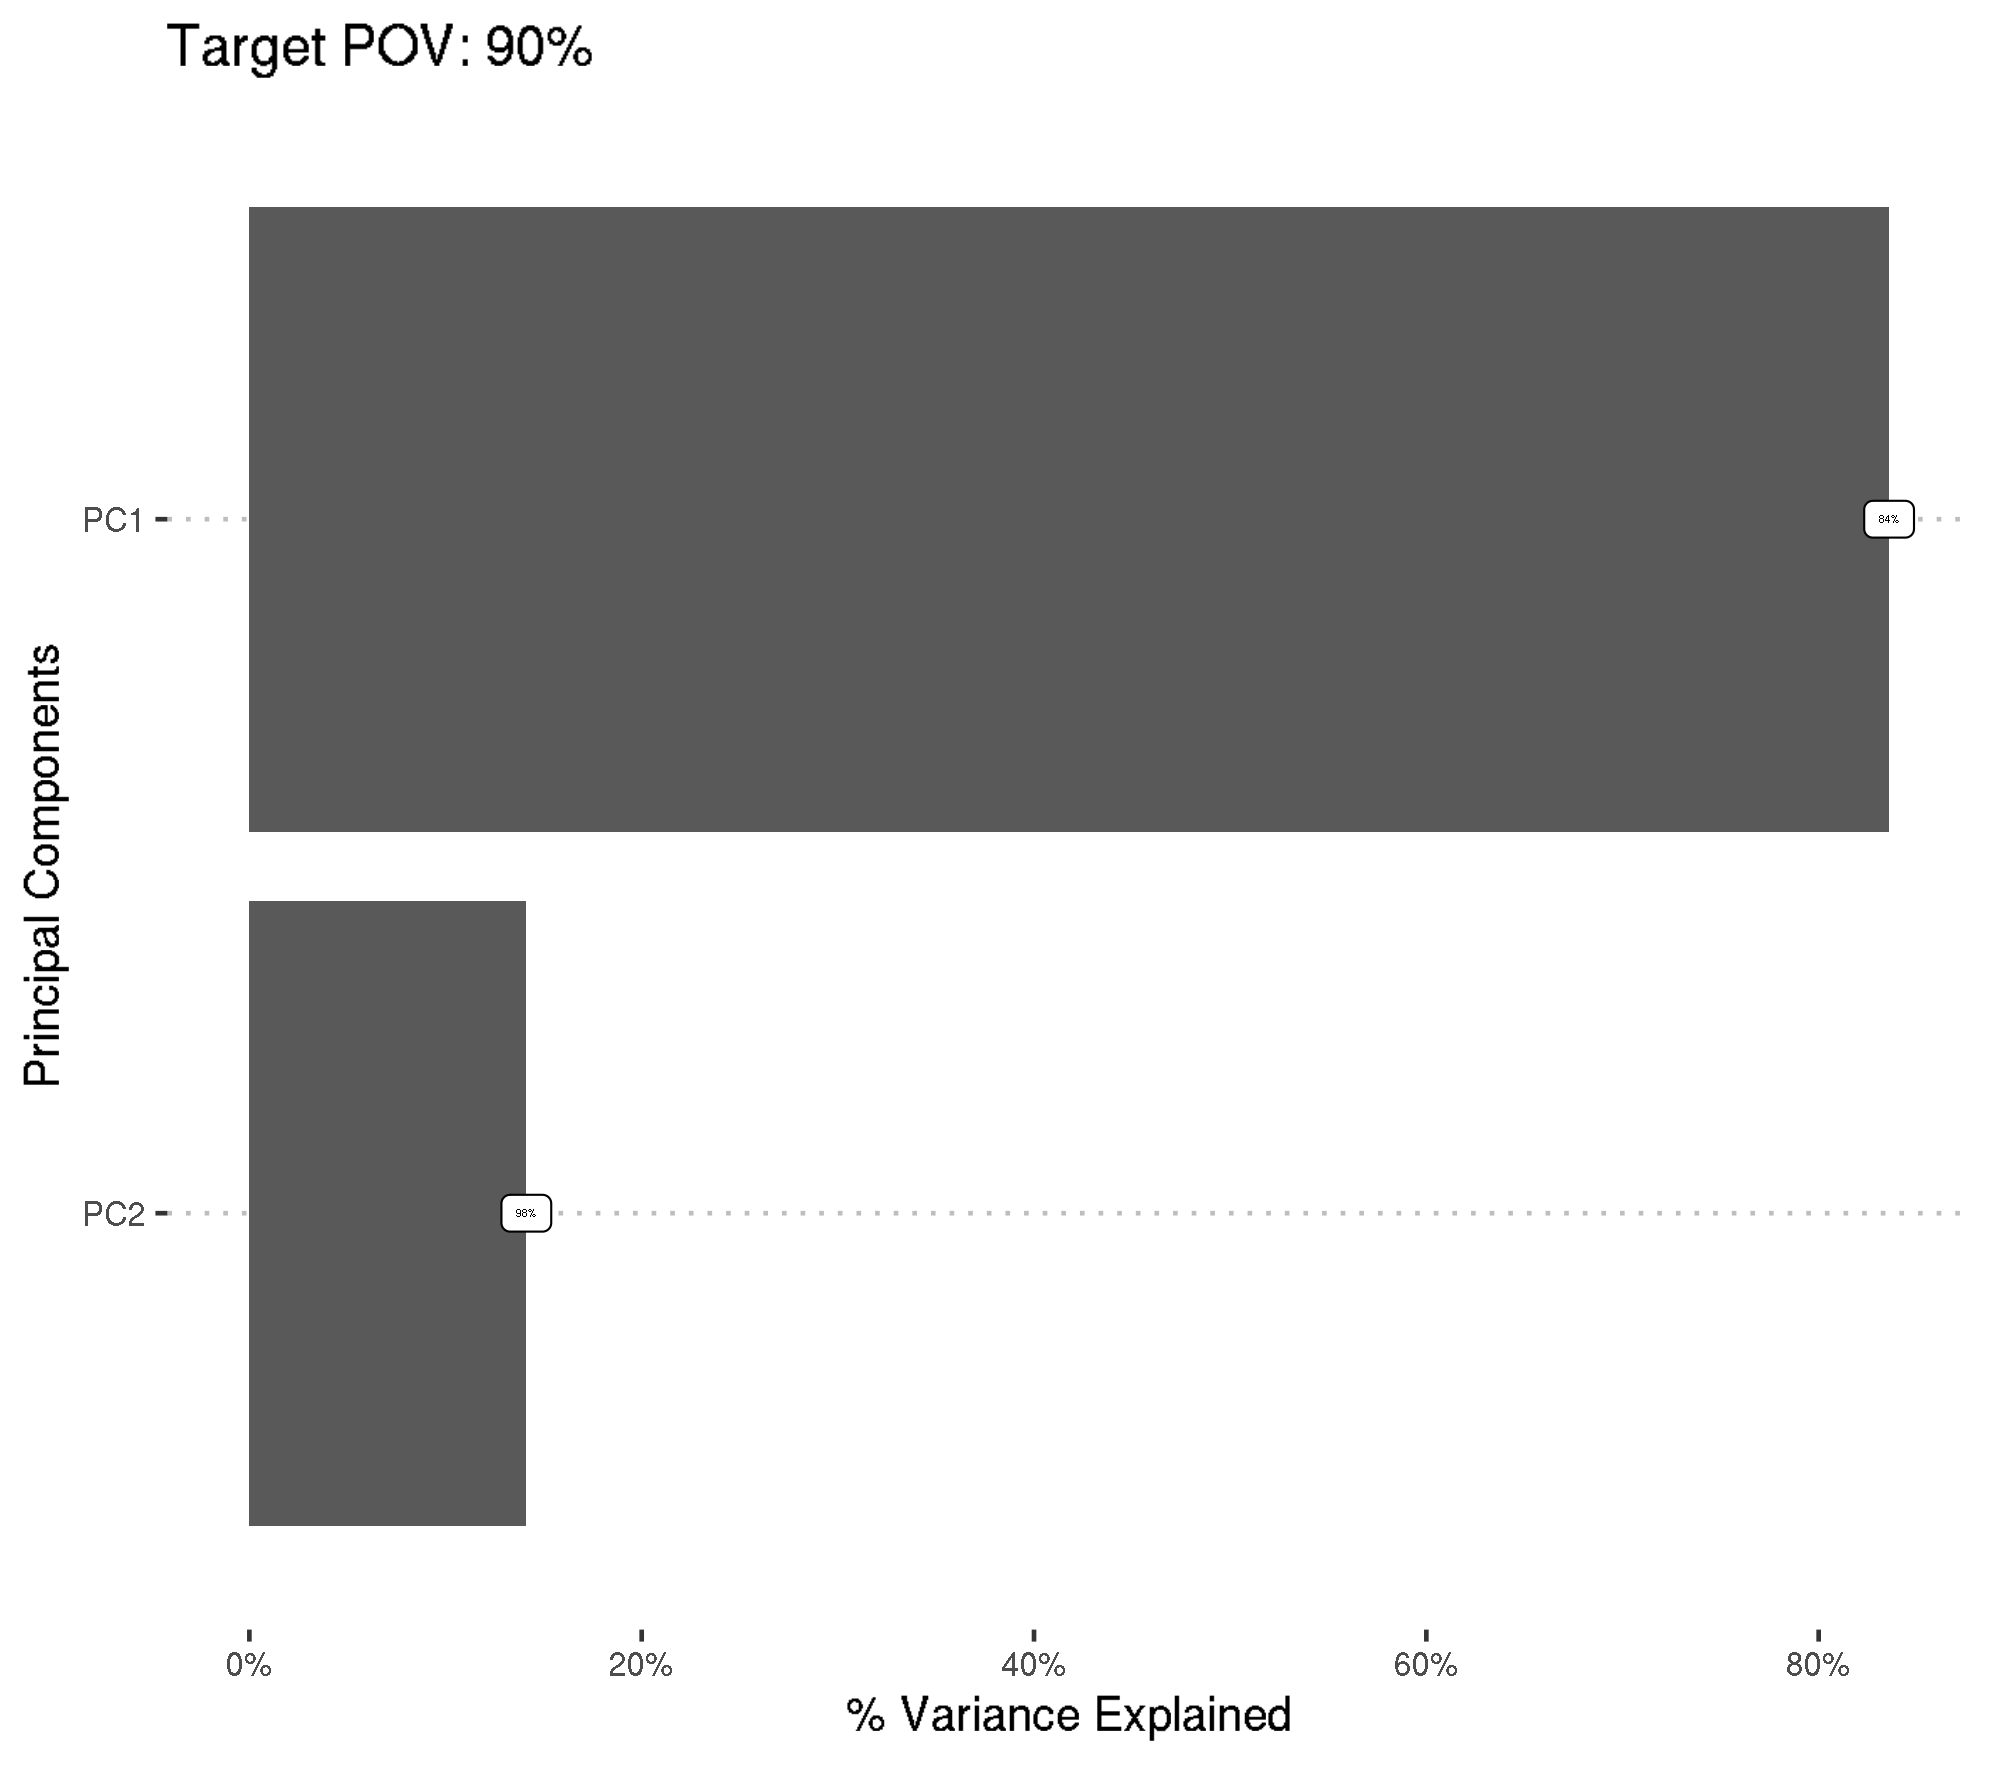 Target POV: 90%
Principal Components
PC1
84%
PC2
98%
0% 20% 40% 60% 80%
% Variance Explained